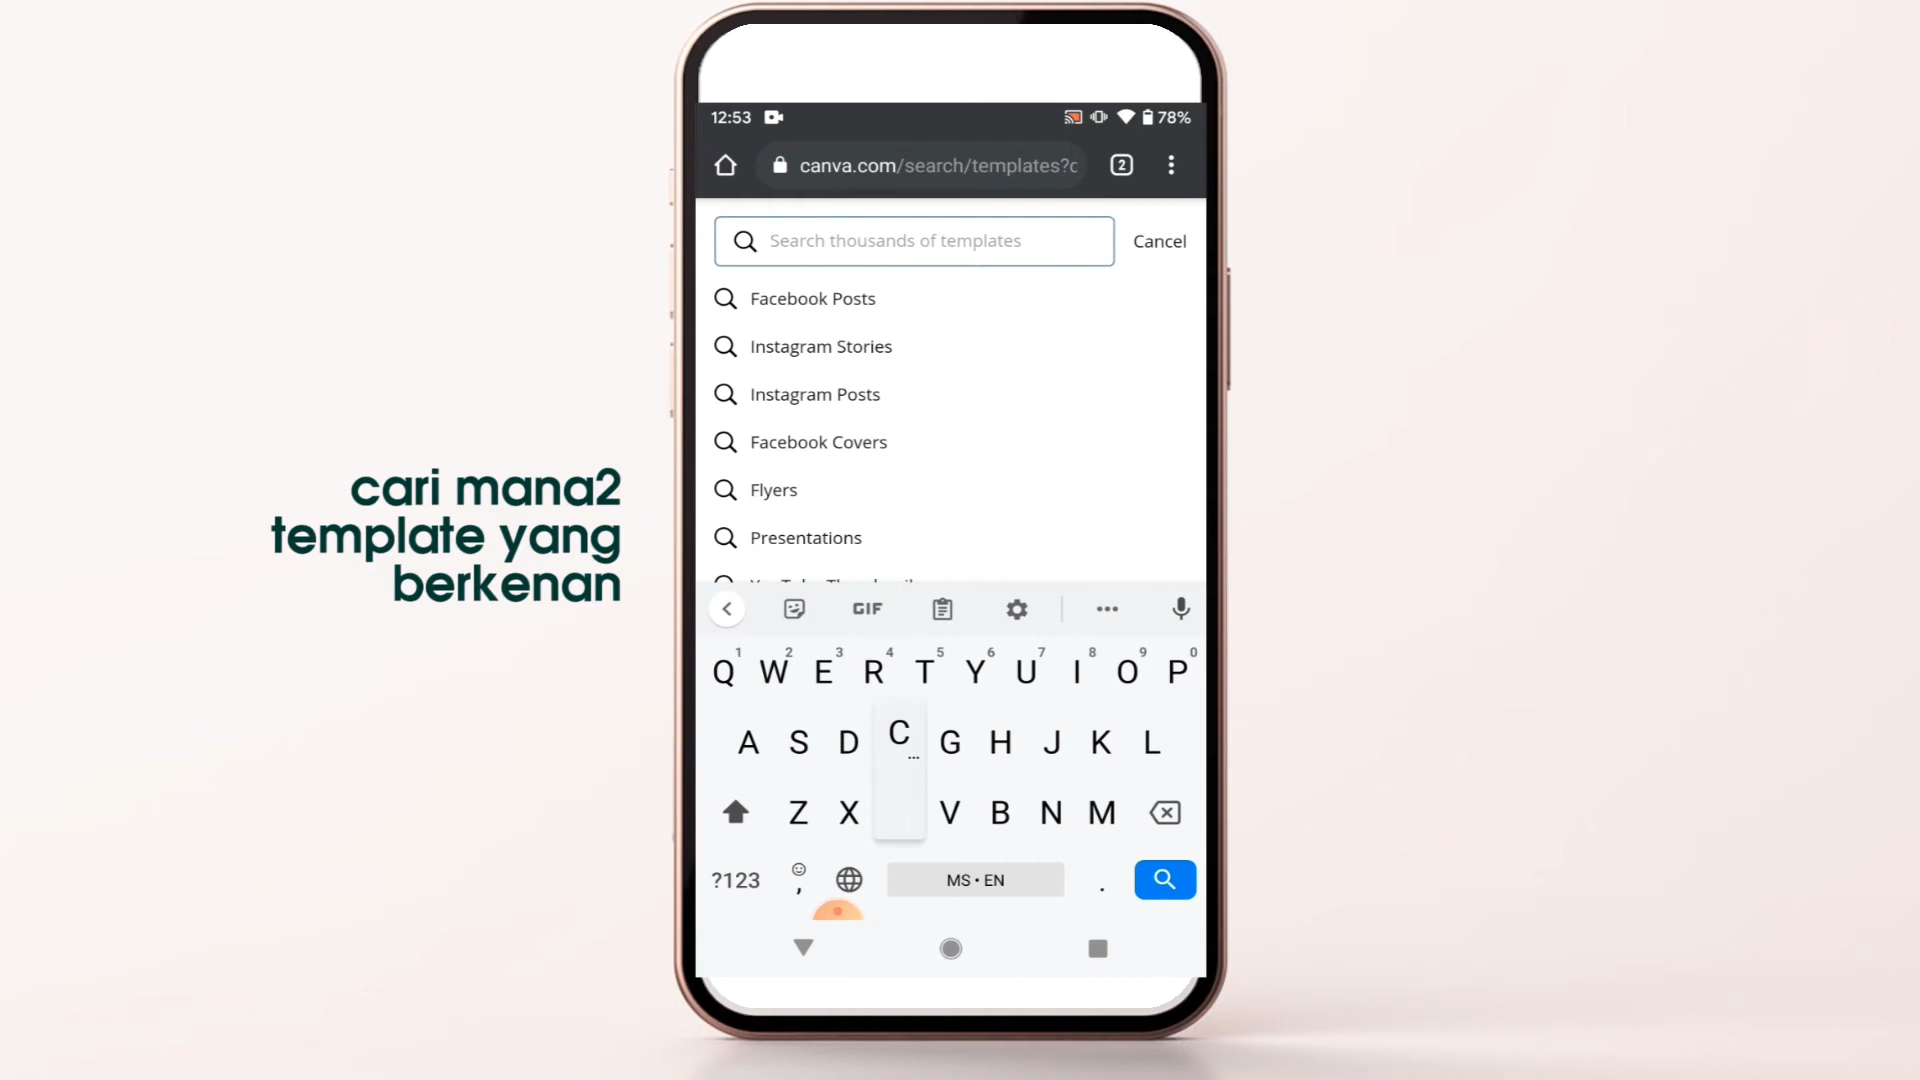 cari mana2
template yang
berkenan
12:53
78%
canva.com/search/templates?c
2
Search thousands of templates
Cancel
Facebook Posts
Instagram Stories
Instagram Posts
Facebook Covers
Flyers
Presentations
GIF
1 2 3 4 5 6 7 8 9 0
Q W E R T Y U I O P
A S D C G H J K L
Z X V B N M
?123 , MS • EN .